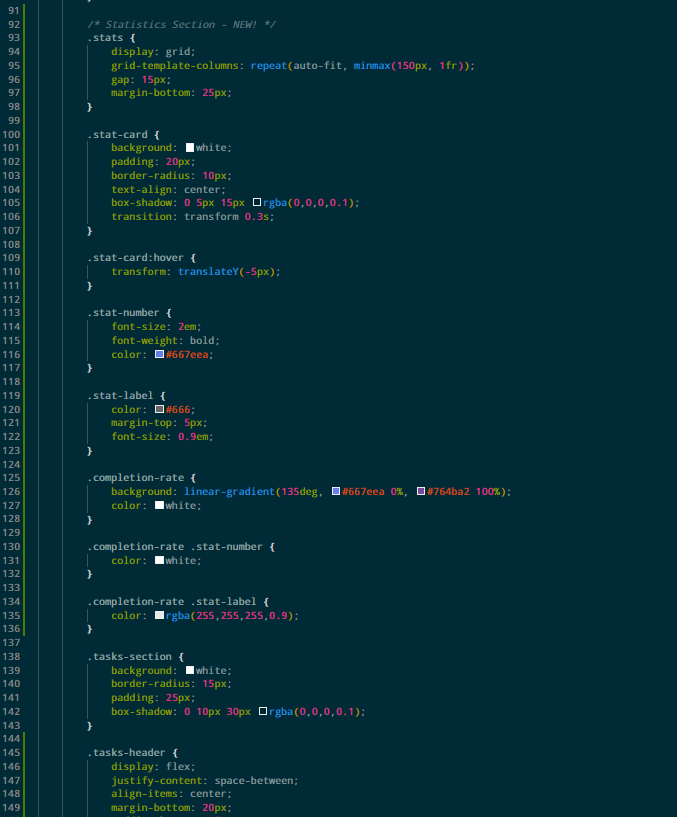 91
92 /* Statistics Section - NEW! */
93 .stats {
94 display: grid;
95 grid-template-columns: repeat(auto-fit, minmax(150px, 1fr));
96 gap: 15px;
97 margin-bottom: 25px;
98 }
99
100 .stat-card {
101 background: white;
102 padding: 20px;
103 border-radius: 10px;
104 text-align: center;
105 box-shadow: 0 5px 15px rgba(0,0,0,0.1);
106 transition: transform 0.3s;
107 }
108
109 .stat-card:hover {
110 transform: translateY(-5px);
111 }
112
113 .stat-number {
114 font-size: 2em;
115 font-weight: bold;
116 color: #667eea;
117 }
118
119 .stat-label {
120 color: #666;
121 margin-top: 5px;
122 font-size: 0.9em;
123 }
124
125 .completion-rate {
126 background: linear-gradient(135deg, #667eea 0%, #764ba2 100%);
127 color: white;
128 }
129
130 .completion-rate .stat-number {
131 color: white;
132 }
133
134 .completion-rate .stat-label {
135 color: rgba(255,255,255,0.9);
136 }
137
138 .tasks-section {
139 background: white;
140 border-radius: 15px;
141 padding: 25px;
142 box-shadow: 0 10px 30px rgba(0,0,0,0.1);
143 }
144
145 .tasks-header {
146 display: flex;
147 justify-content: space-between;
148 align-items: center;
149 margin-bottom: 20px;